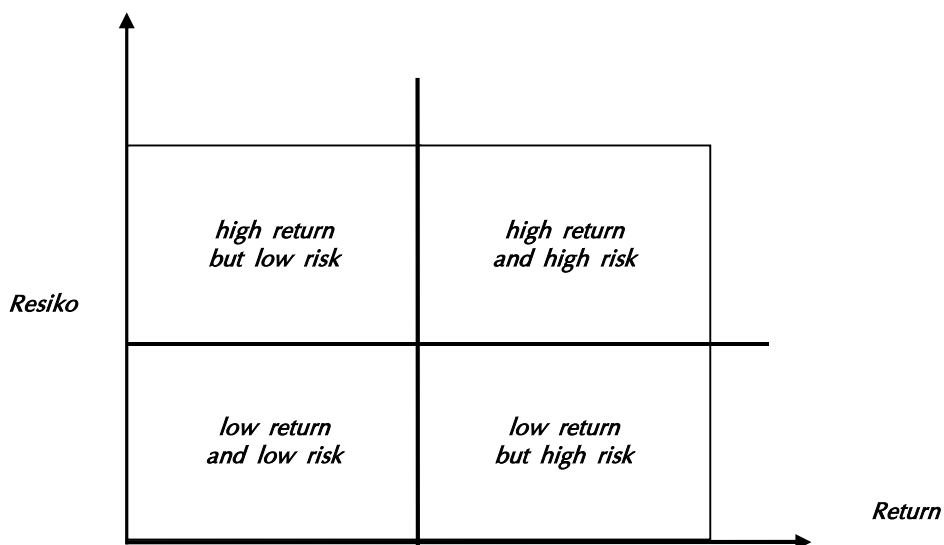 high return
but low risk
high return
and high risk
Resiko
low return
and low risk
low return
but high risk
Return